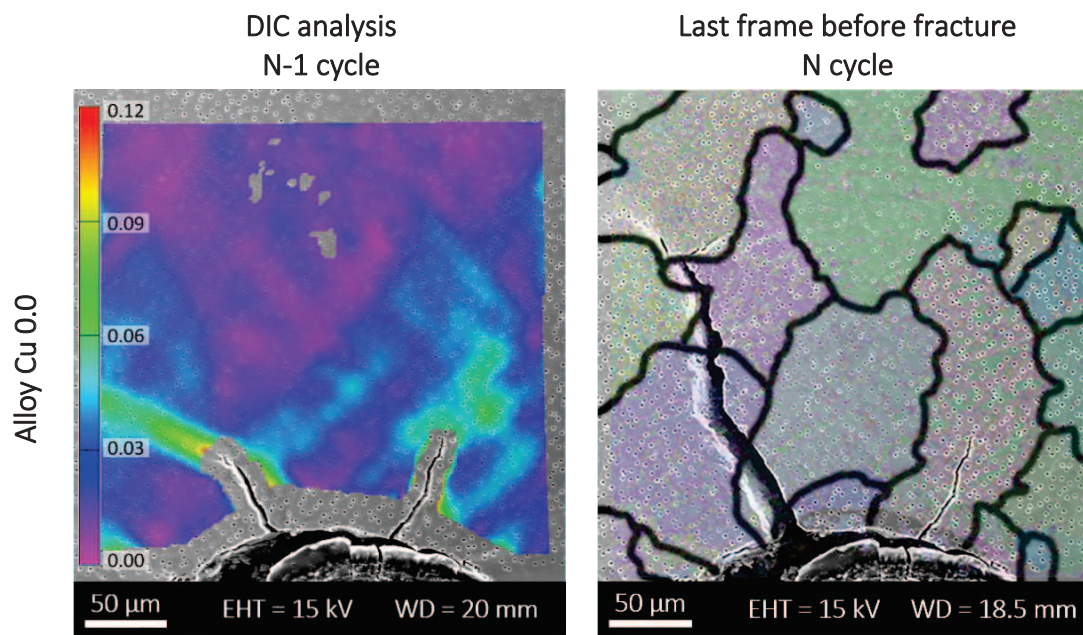 DIC analysis
N-1 cycle
Last frame before fracture
N cycle
Alloy Cu 0.0
0.12
0.09
0.06
0.03
0.00
50 µm EHT = 15 kV WD = 20 mm
50 µm EHT = 15 kV WD = 18.5 mm